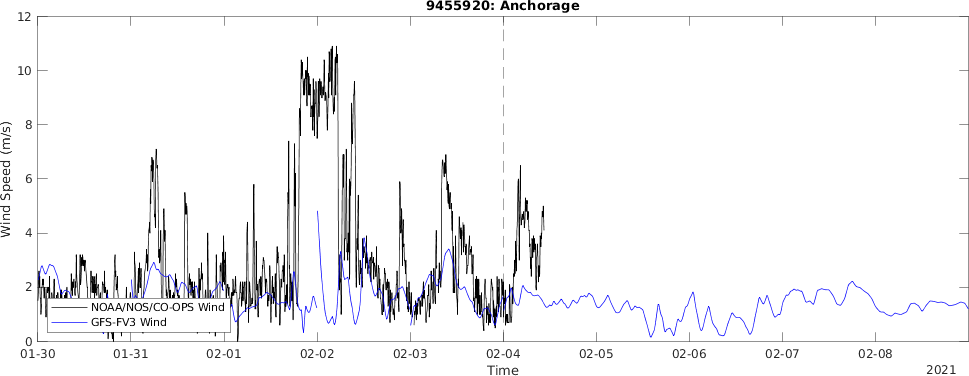 9455920: Anchorage
12
10
8
6
4
2
0
Wind Speed (m/s)
NOAA/NOS/CO-OPS Wind
GFS-FV3 Wind
01-30 01-31 02-01 02-02 02-03 02-04 02-05 02-06 02-07 02-08
Time
2021